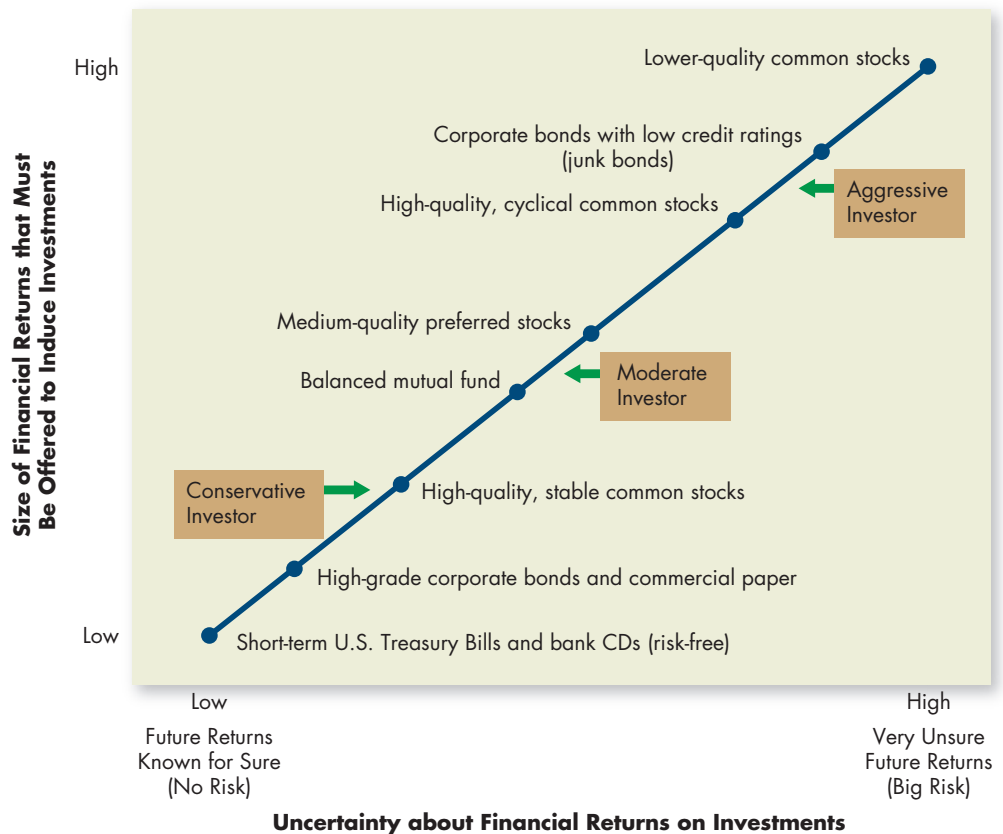 Size of Financial Returns that Must
Be Offered to Induce Investments
High
Lower-quality common stocks
Corporate bonds with low credit ratings
(junk bonds)
Aggressive
Investor
High-quality, cyclical common stocks
Medium-quality preferred stocks
Moderate
Investor
Balanced mutual fund
Conservative
Investor
High-quality, stable common stocks
High-grade corporate bonds and commercial paper
Low
Short-term U.S. Treasury Bills and bank CDs (risk-free)
Low
Future Returns
Known for Sure
(No Risk)
High
Very Unsure
Future Returns
(Big Risk)
Uncertainty about Financial Returns on Investments